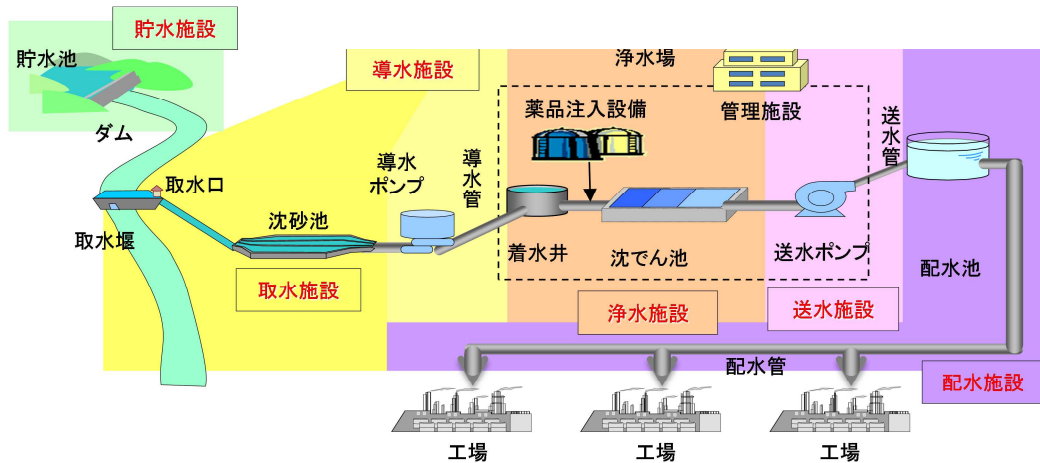 貯水施設
貯水池
ダム
導水施設
浄水場
管理施設
薬品注入設備
送水管
取水口
導水
ポンプ
導水管
沈砂池
取水堰
着水井
沈でん池
送水ポンプ
配水池
取水施設
浄水施設
送水施設
配水管
配水施設
工場
工場
工場